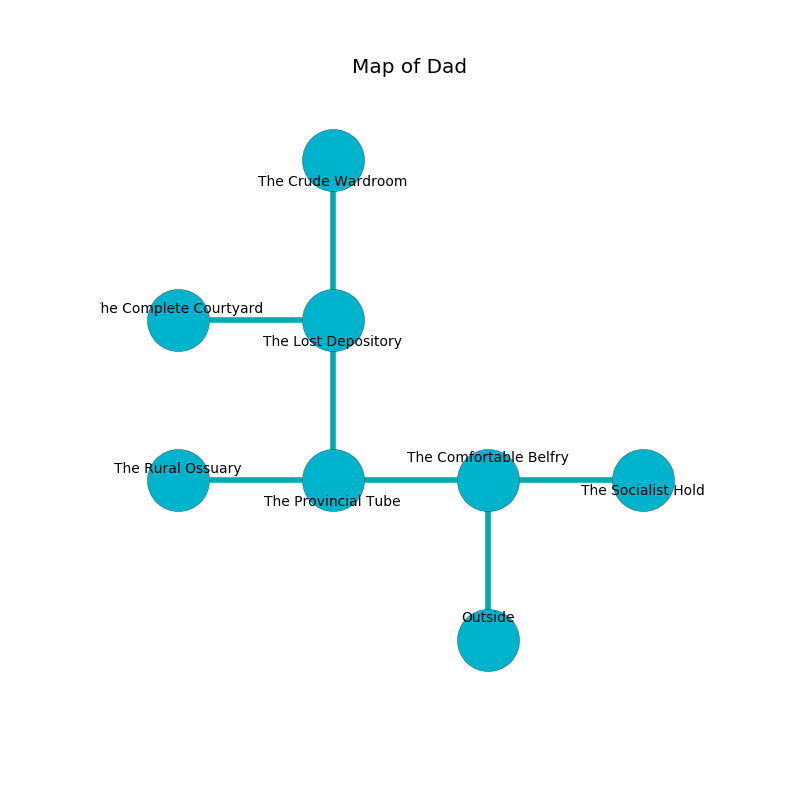 Map of Dad
The Crude Wardroom
he Complete Courtyard
The Lost Depository
The Comfortable Belfry
The Rural Ossuary
The Socialist Hold
The Provincial Tube
Outside